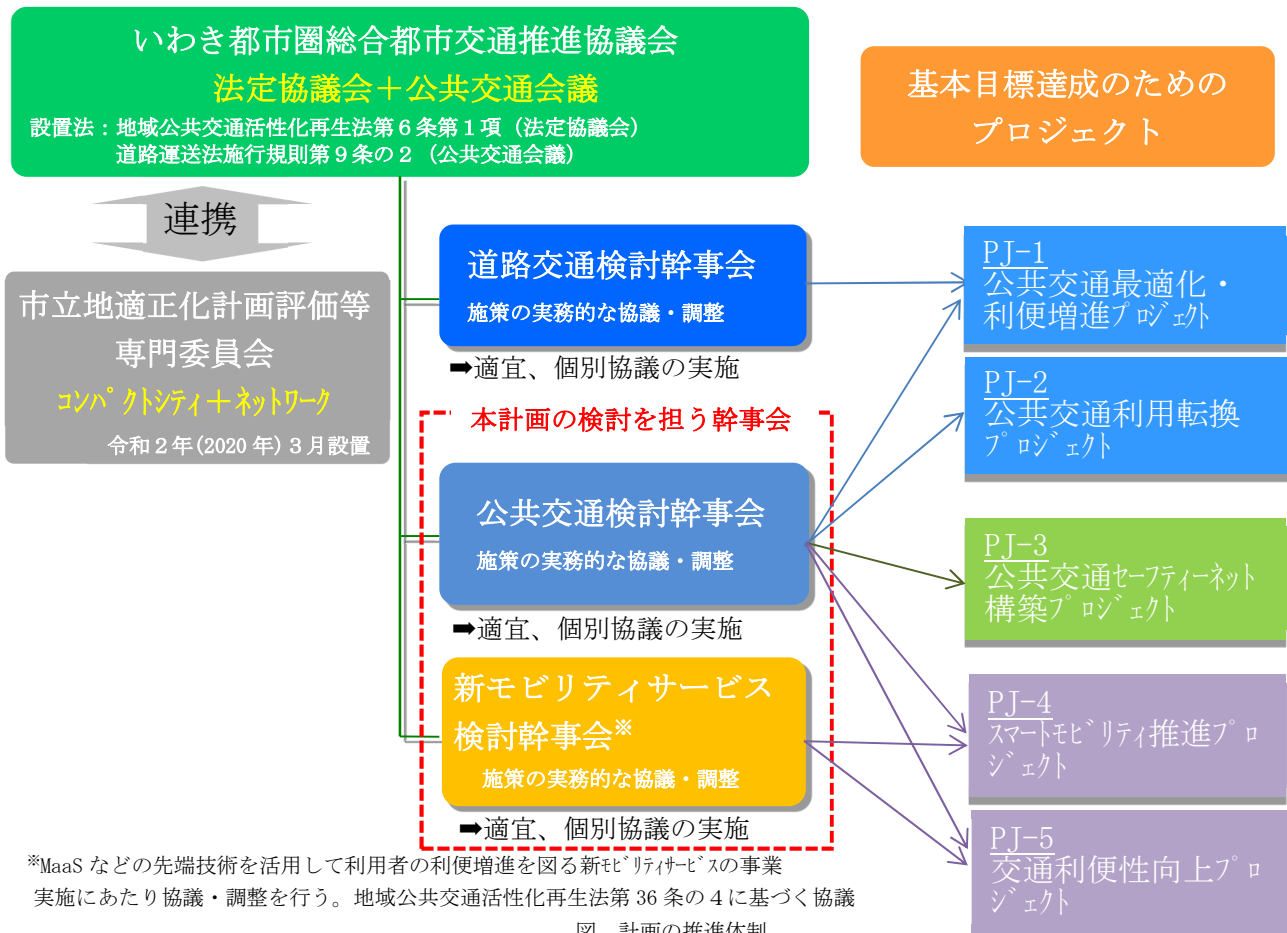 いわき都市圏総合都市交通推進協議会
法定協議会＋公共交通会議
設置法：地域公共交通活性化再生法第６条第１項（法定協議会）
道路運送法施行規則第９条の２（公共交通会議）
基本目標達成のための
プロジェクト
連携
市立地適正化計画評価等
専門委員会
ｺﾝﾊﾟｸﾄｼﾃｨ＋ﾈｯﾄﾜｰｸ
令和２年(2020 年)３月設置
道路交通検討幹事会
施策の実務的な協議・調整
➡適宜、個別協議の実施
本計画の検討を担う幹事会
公共交通検討幹事会
施策の実務的な協議・調整
➡適宜、個別協議の実施
新モビリティサービス
検討幹事会※
施策の実務的な協議・調整
➡適宜、個別協議の実施
PJ-1
公共交通最適化・
利便増進ﾌﾟﾛｼﾞｪｸﾄ
PJ-2
公共交通利用転換
ﾌﾟﾛｼﾞｪｸﾄ
PJ-3
公共交通ｾｰﾌﾃｨｰﾈｯﾄ
構築ﾌﾟﾛｼﾞｪｸﾄ
PJ-4
ｽﾏｰﾄﾓﾋﾞﾘﾃｨ推進ﾌﾟﾛ
ｼﾞｪｸﾄ
PJ-5
交通利便性向上ﾌﾟﾛ
ｼﾞｪｸﾄ
※MaaS などの先端技術を活用して利用者の利便増進を図る新ﾓﾋﾞﾘﾃｨｻｰﾋﾞｽの事業
実施にあたり協議・調整を行う。地域公共交通活性化再生法第 36 条の４に基づく協議
図 計画の推進体制